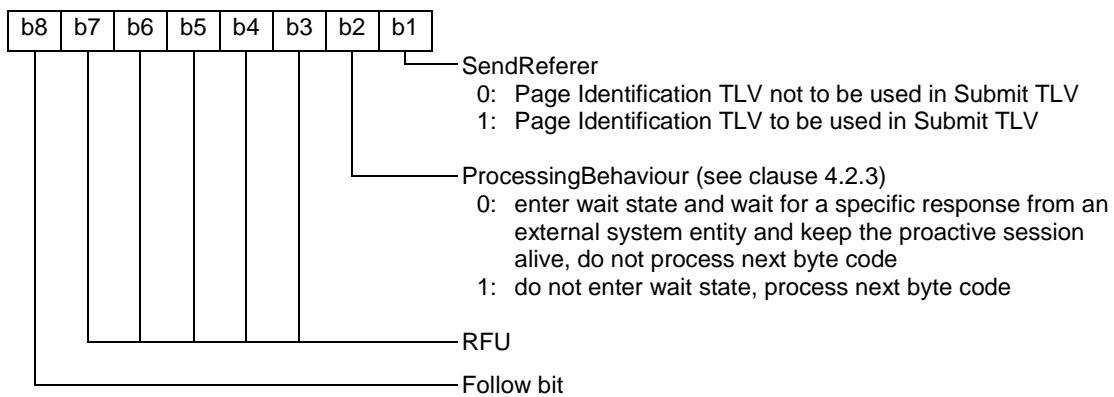 b8 b7 b6 b5 b4 b3 b2 b1
SendReferer
0: Page Identification TLV not to be used in Submit TLV
1: Page Identification TLV to be used in Submit TLV
ProcessingBehaviour (see clause 4.2.3)
0: enter wait state and wait for a specific response from an
external system entity and keep the proactive session
alive, do not process next byte code
1: do not enter wait state, process next byte code
RFU
Follow bit